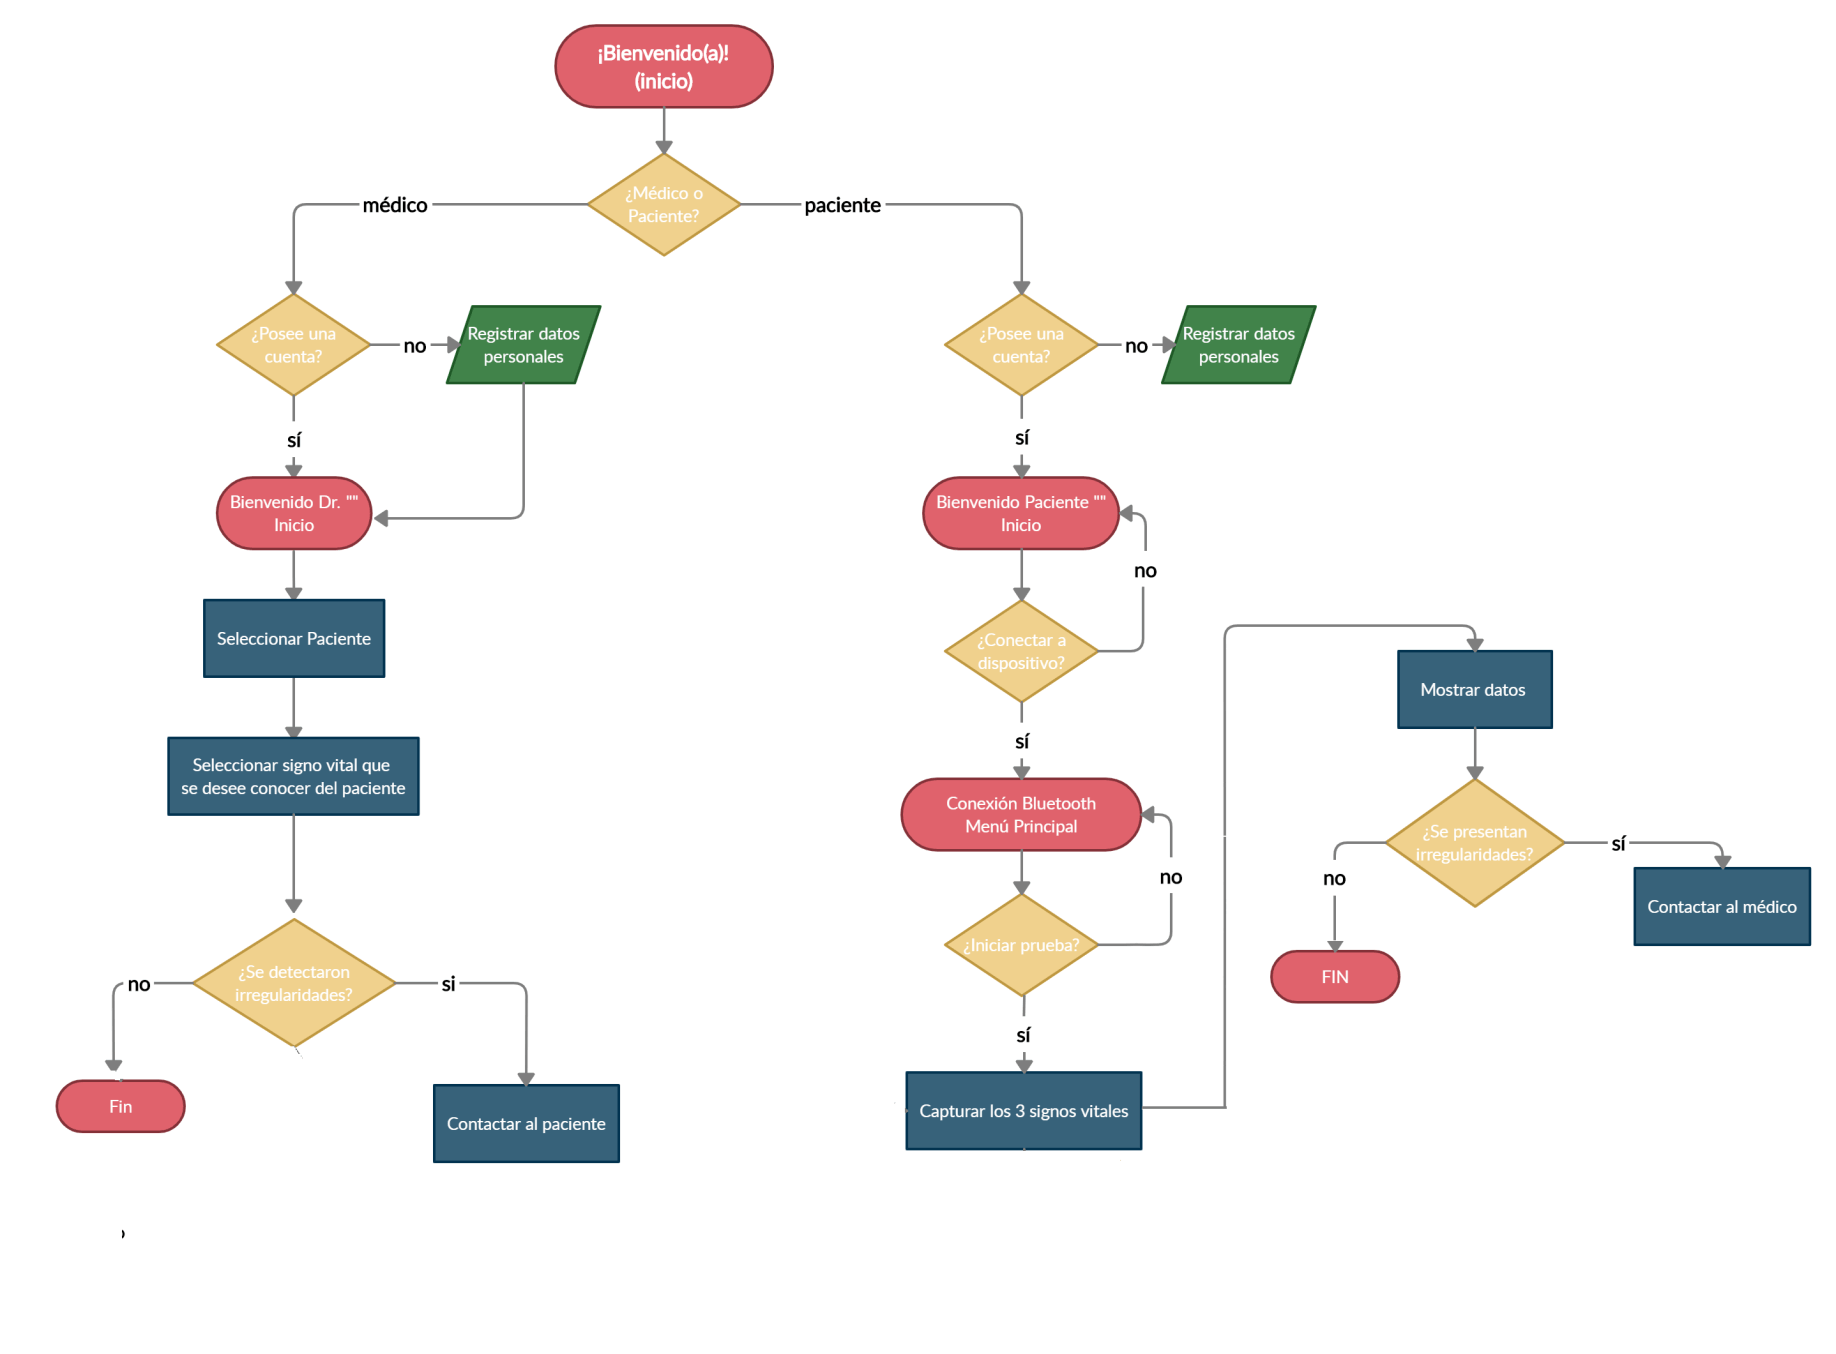 ¡Bienvenido(a)!
(inicio)
¿Médico o
Paciente?
médico
paciente
¿Posee una
cuenta?
no
Registrar datos
personales
sí
Bienvenido Dr. ""
Inicio
Seleccionar Paciente
Seleccionar signo vital que
se desee conocer del paciente
¿Se detectaron
irregularidades?
no
si
Fin
Contactar al paciente
¿Posee una
cuenta?
no
Registrar datos
personales
sí
Bienvenido Paciente ""
Inicio
no
¿Conectar a
dispositivo?
sí
Conexión Bluetooth
Menú Principal
no
¿Iniciar prueba?
sí
Capturar los 3 signos vitales
Mostrar datos
¿Se presentan
irregularidades?
no
sí
FIN
Contactar al médico